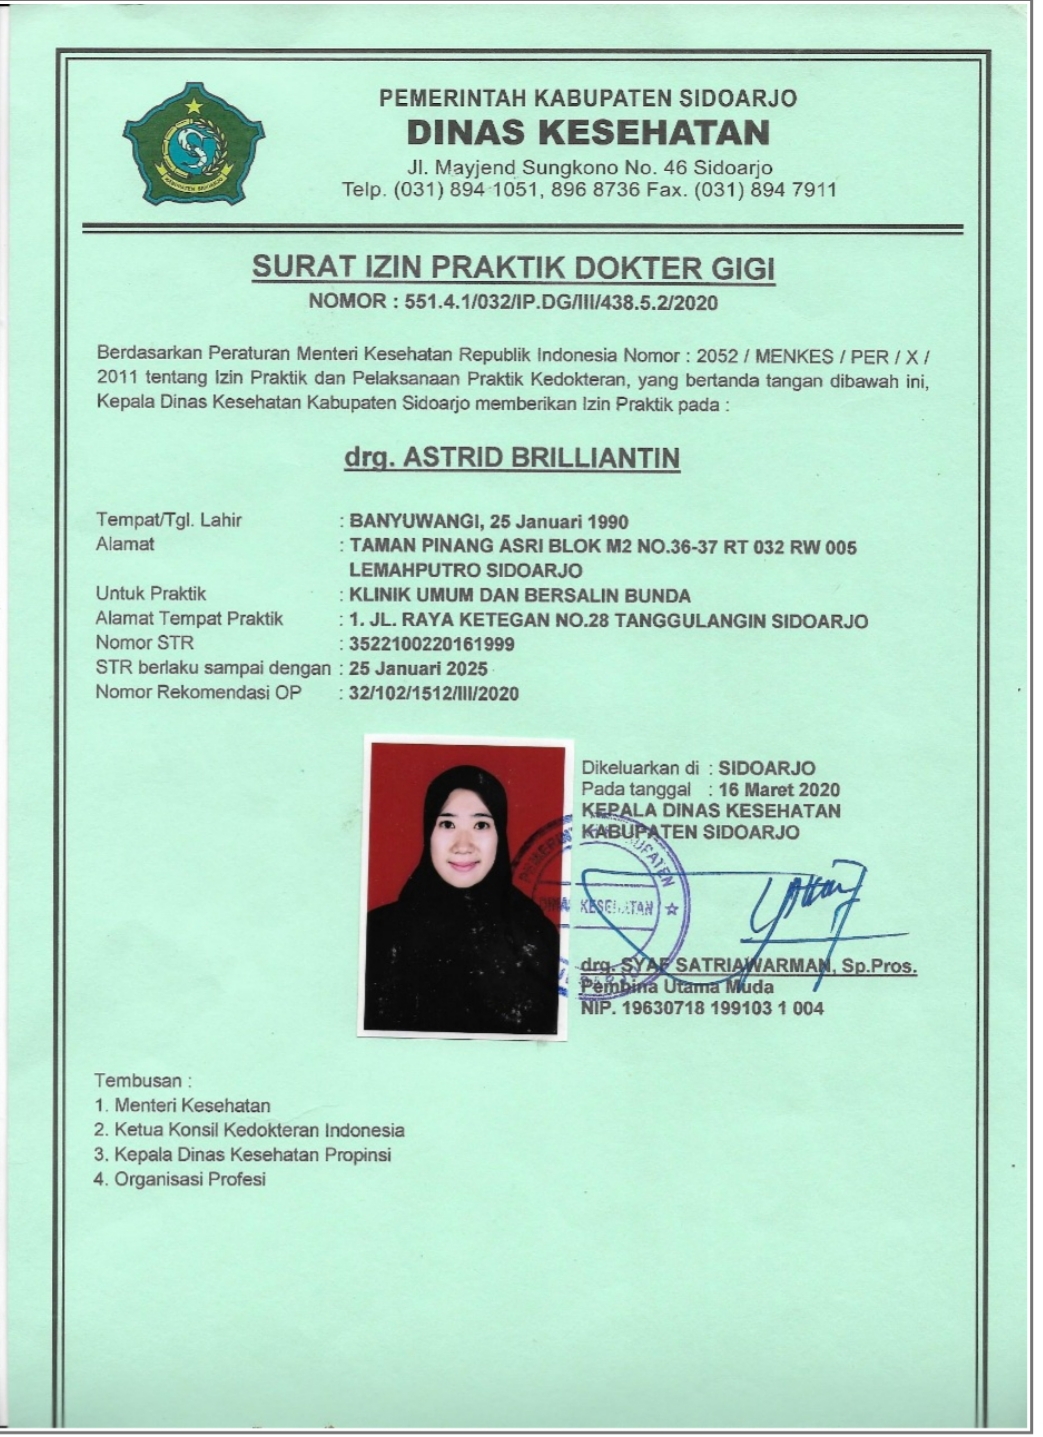 PEMERINTAH KABUPATEN SIDOARJO
DINAS KESEHATAN
Jl. Mayjend Sungkono No. 46 Sidoarjo
Telp. (031) 894 1051, 896 8736 Fax. (031) 894 7911
KABUPATEN SIDOARJO
SURAT IZIN PRAKTIK DOKTER GIGI
NOMOR : 551.4.1/032/IP.DG/III/438.5.2/2020
Berdasarkan Peraturan Menteri Kesehatan Republik Indonesia Nomor : 2052 / MENKES / PER / X /
2011 tentang Izin Praktik dan Pelaksanaan Praktik Kedokteran, yang bertanda tangan dibawah ini,
Kepala Dinas Kesehatan Kabupaten Sidoarjo memberikan Izin Praktik pada :
drg. ASTRID BRILLIANTIN
Tempat/Tgl. Lahir : BANYUWANGI, 25 Januari 1990
Alamat : TAMAN PINANG ASRI BLOK M2 NO.36-37 RT 032 RW 005
LEMAHPUTRO SIDOARJO
Untuk Praktik : KLINIK UMUM DAN BERSALIN BUNDA
Alamat Tempat Praktik : 1. JL. RAYA KETEGAN NO.28 TANGGULANGIN SIDOARJO
Nomor STR : 3522100220161999
STR berlaku sampai dengan : 25 Januari 2025
Nomor Rekomendasi OP : 32/102/1512/III/2020
Dikeluarkan di : SIDOARJO
Pada tanggal : 16 Maret 2020
KEPALA DINAS KESEHATAN
KABUPATEN SIDOARJO
drg. SYAF SATRIAWARMAN, Sp.Pros.
Pembina Utama Muda
NIP. 19630718 199103 1 004
Tembusan :
1. Menteri Kesehatan
2. Ketua Konsil Kedokteran Indonesia
3. Kepala Dinas Kesehatan Propinsi
4. Organisasi Profesi